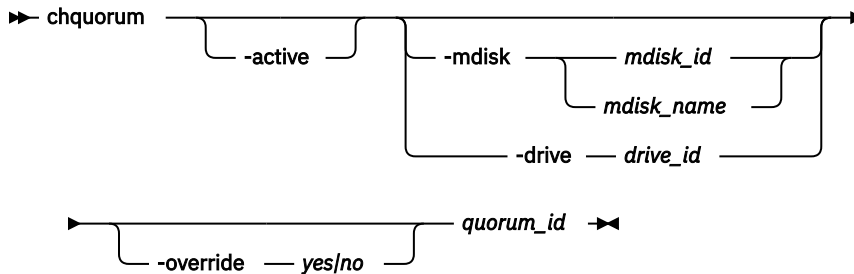 chquorum
-active
-mdisk mdisk_id
mdisk_name
-drive drive_id
quorum_id
-override yes|no